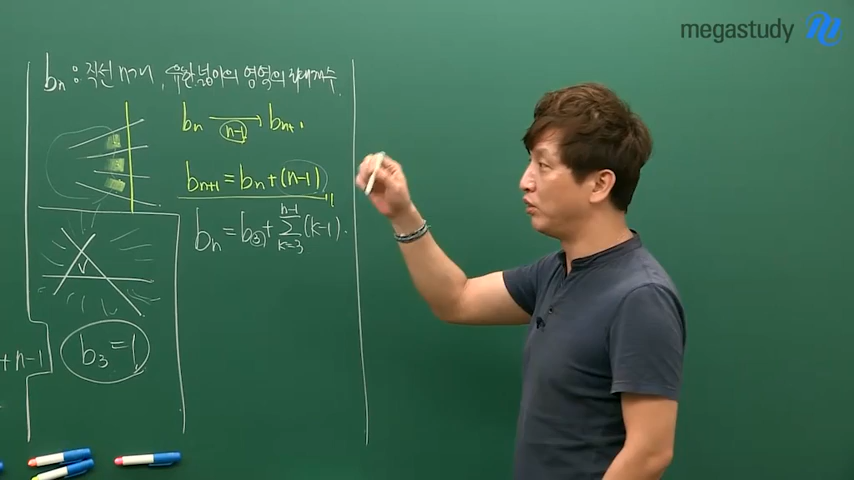 megastudy
bₙ : 직선 n개, 유한 넓이의 영역의 최대개수.
bₙ →(n-1) bₙ₊₁
bₙ₊₁ = bₙ + (n-1)
bₙ = b₃ + Σ_{k=3}^{n-1} (k-1).
b₃ = 1
+ n-1